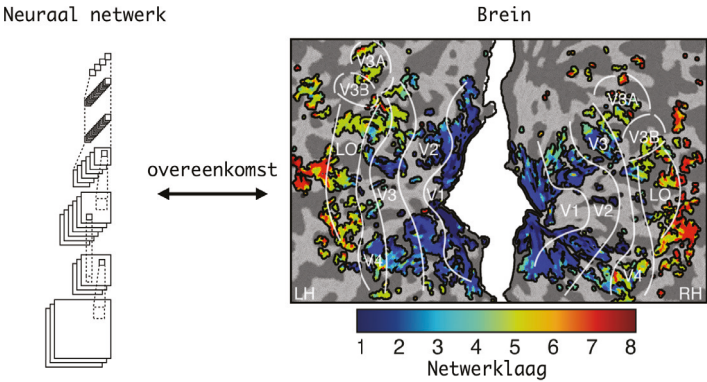 Neuraal netwerk
Brein
overeenkomst
V3A
V3B
LO
V2
V3
V1
V4
LH
V3A
V3B
V3
LO
V1
V2
V4
RH
1 2 3 4 5 6 7 8
Netwerklaag